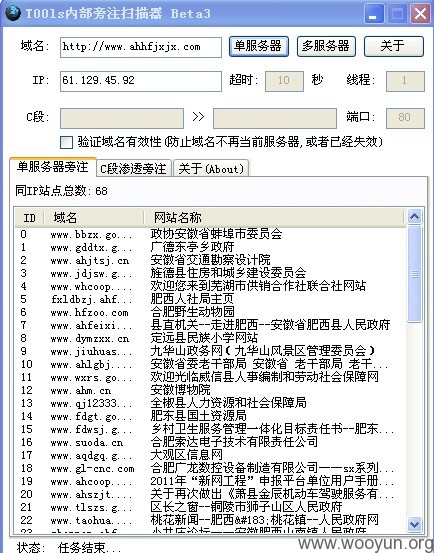 T00ls内部旁注扫描器 Beta3
域名: http://www.ahhfjxjx.com 单服务器 多服务器 关于
IP: 61.129.45.92 超时: 10 秒 线程: 1
C段: >> 端口: 80
验证域名有效性(防止域名不再当前服务器,或者已经失效)
单服务器旁注 C段渗透旁注 关于(About)
同IP站点总数: 68
ID 域名 网站名称
0 www.bbzx.go... 政协安徽省蚌埠市委员会
1 www.gddtx.g... 广德东亭乡政府
2 www.ahjtsj.cn 安徽省交通勘察设计院
3 www.jdjsw.g... 旌德县住房和城乡建设委员会
4 www.whcoop.... 欢迎您来到芜湖市供销合作社联合社网站
5 fxldbzj.ahf... 肥西人社局主页
6 www.hfzoo.com 合肥野生动物园
7 www.ahfeixi... 县直机关--走进肥西--安徽省肥西县人民政府
8 www.dymzxx.cn 定远县民族小学网站
9 www.jiuhuas... 九华山政务网(九华山风景区管理委员会)
10 www.ahlgbj.... 安徽省委老干部局 安徽省 老干部局 老干...
11 www.wxrs.go... 欢迎光临威信县人事编制和劳动社会保障网
12 www.ahm.cn 安徽博物院
13 www.qj12333... 全椒县人力资源和社会保障局
14 www.fdgt.go... 肥东县国土资源局
15 www.fdwsj.g... 乡村卫生服务管理一体化目标责任书--肥东...
16 www.suoda.cn 合肥索达电子技术有限责任公司
17 www.aqdgq.g... 大观区信息网
18 www.gl-cnc.com 合肥广龙数控设备制造有限公司----sx系列...
19 www.ahcoop.... 2011年“新网工程”申报平台单位用户手册...
20 www.ahszjt.... 关于再次做出《萧县金辰机动车驾驶服务有...
21 www.tlszs.g... 区长之窗--铜陵市狮子山区人民政府
22 www.taohua.... 桃花新闻--肥西&#183;桃花镇--人民政府
状态: 任务结束...
www.wooyun.org